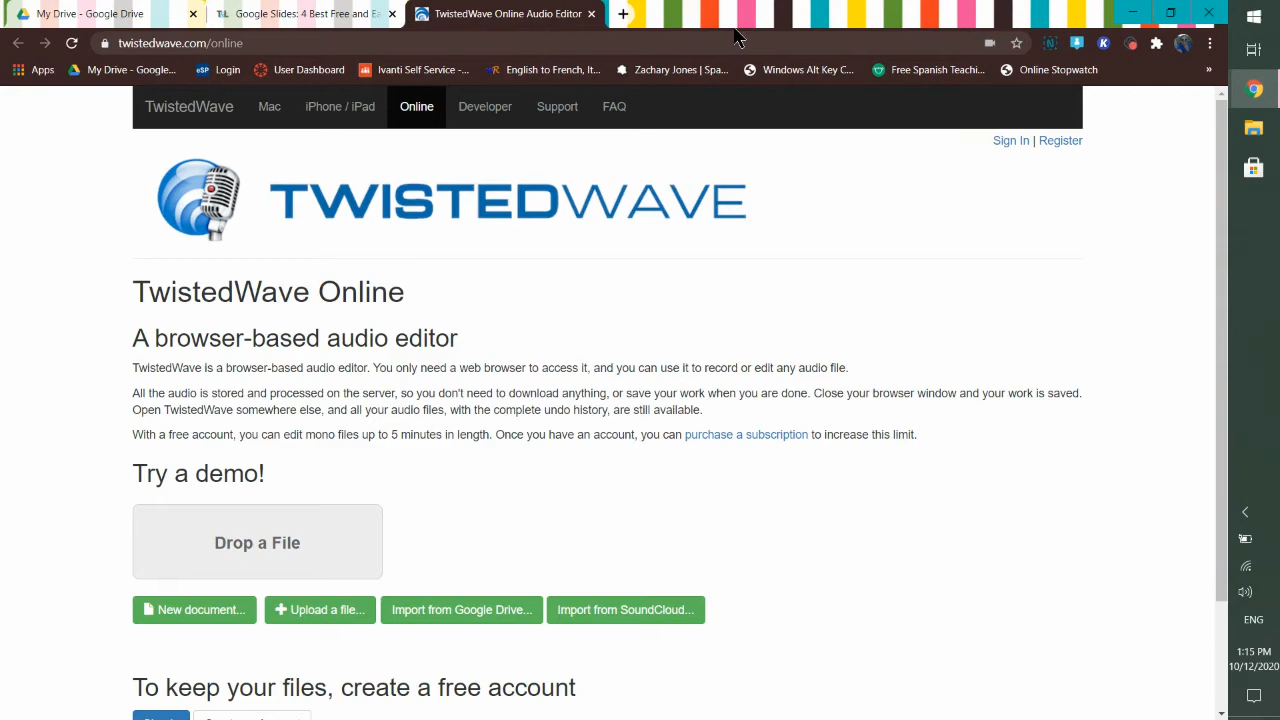 My Drive - Google Drive
Google Slides: 4 Best Free and Ea
TwistedWave Online Audio Editor
twistedwave.com/online
Apps
My Drive - Google...
Login
User Dashboard
Ivanti Self Service -...
English to French, It...
Zachary Jones | Spa...
Windows Alt Key C...
Free Spanish Teachi...
Online Stopwatch
»
TwistedWave
Mac
iPhone / iPad
Online
Developer
Support
FAQ
Sign In | Register
TWISTEDWAVE
TwistedWave Online
A browser-based audio editor
TwistedWave is a browser-based audio editor. You only need a web browser to access it, and you can use it to record or edit any audio file.
All the audio is stored and processed on the server, so you don't need to download anything, or save your work when you are done. Close your browser window and your work is saved.
Open TwistedWave somewhere else, and all your audio files, with the complete undo history, are still available.
With a free account, you can edit mono files up to 5 minutes in length. Once you have an account, you can purchase a subscription to increase this limit.
Try a demo!
Drop a File
New document...
Upload a file...
Import from Google Drive...
Import from SoundCloud...
To keep your files, create a free account
ENG
1:15 PM
10/12/2020